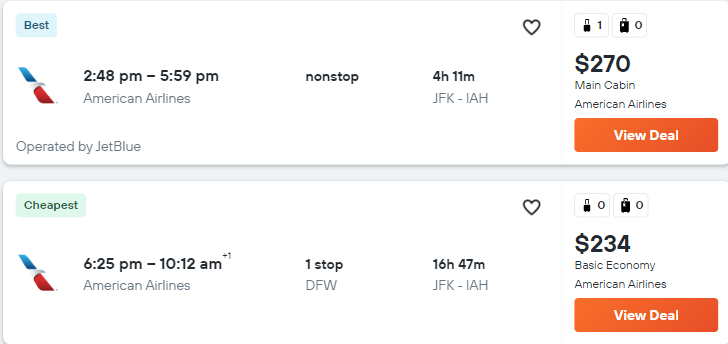 Best
1 0
2:48 pm – 5:59 pm nonstop 4h 11m
American Airlines JFK - IAH
Operated by JetBlue
$270
Main Cabin
American Airlines
View Deal
Cheapest
0 0
6:25 pm – 10:12 am+1 1 stop 16h 47m
American Airlines DFW JFK - IAH
$234
Basic Economy
American Airlines
View Deal